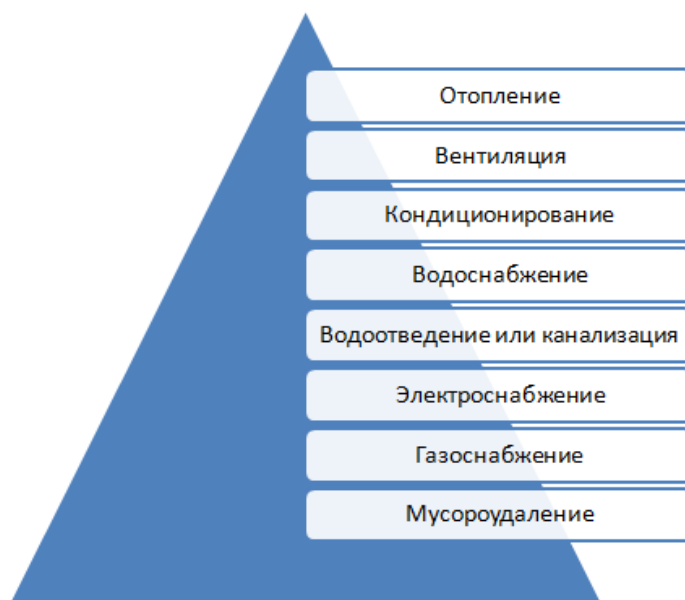 Отопление
Вентиляция
Кондиционирование
Водоснабжение
Водоотведение или канализация
Электроснабжение
Газоснабжение
Мусороудаление